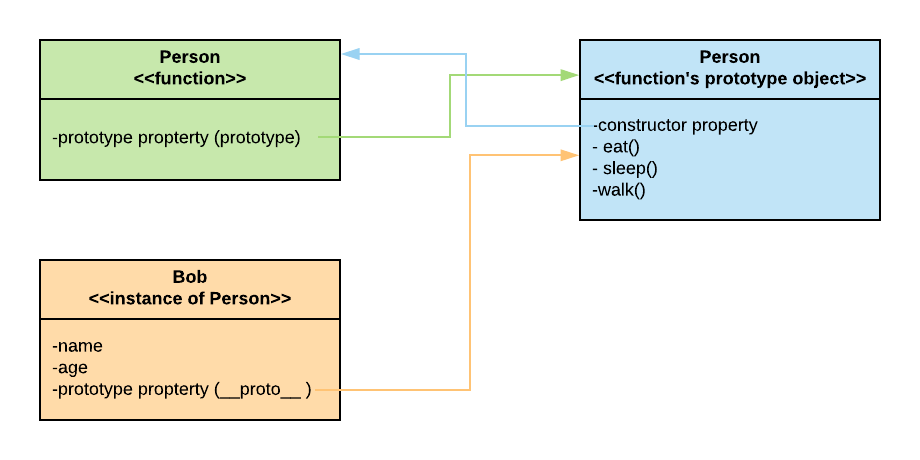 Person
<<function>>
-prototype propterty (prototype)
Person
<<function's prototype object>>
-constructor property
- eat()
- sleep()
-walk()
Bob
<<instance of Person>>
-name
-age
-prototype propterty (__proto__ )